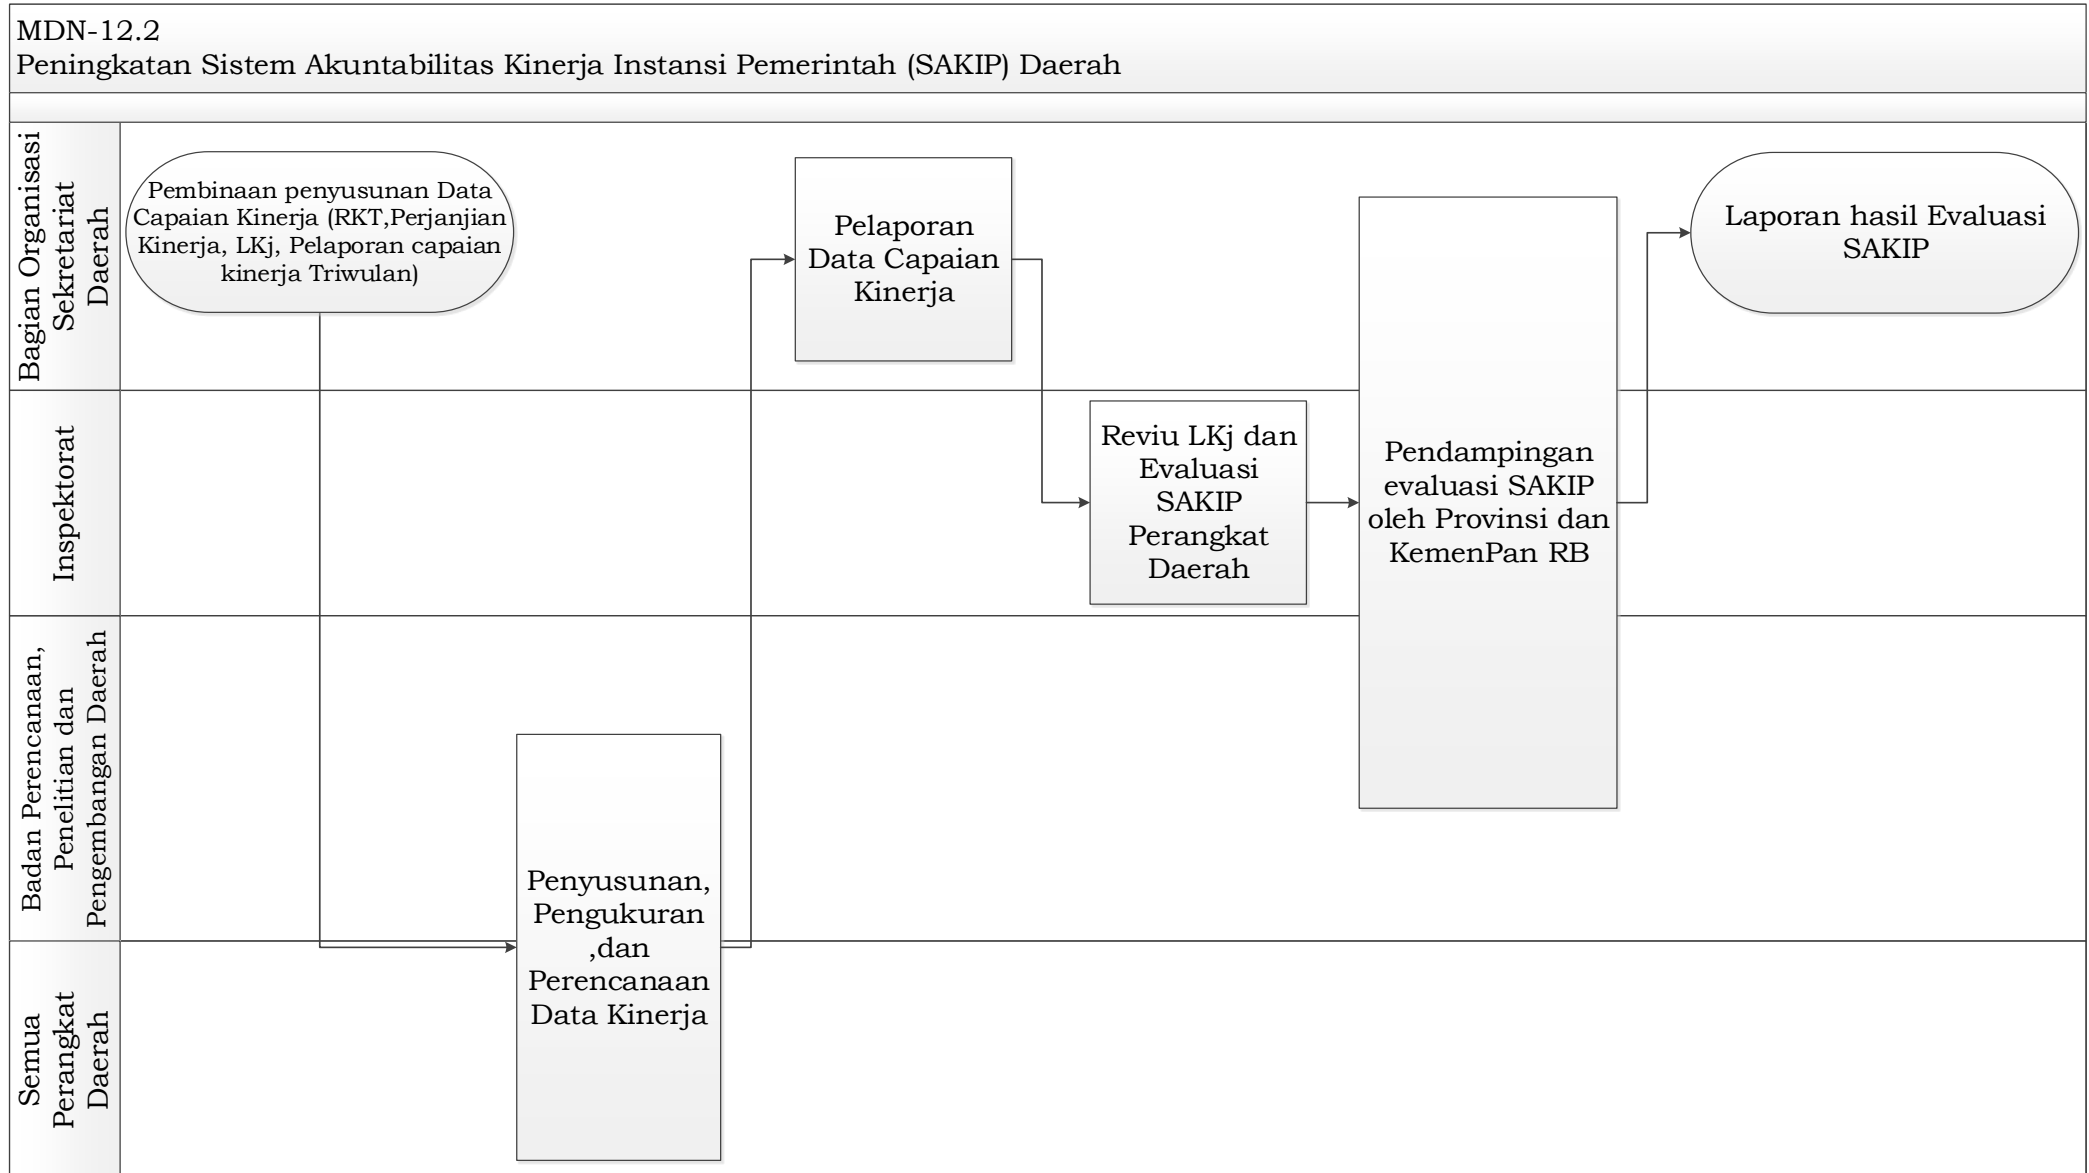 MDN-12.2
Peningkatan Sistem Akuntabilitas Kinerja Instansi Pemerintah (SAKIP) Daerah
Bagian Organisasi
Sekretariat
Daerah
Pembinaan penyusunan Data
Capaian Kinerja (RKT,Perjanjian
Kinerja, LKj, Pelaporan capaian
kinerja Triwulan)
Pelaporan
Data Capaian
Kinerja
Laporan hasil Evaluasi
SAKIP
Inspektorat
Reviu LKj dan
Evaluasi
SAKIP
Perangkat
Daerah
Pendampingan
evaluasi SAKIP
oleh Provinsi dan
KemenPan RB
Badan Perencanaan,
Penelitian dan
Pengembangan Daerah
Penyusunan,
Pengukuran
,dan
Perencanaan
Data Kinerja
Semua
Perangkat
Daerah